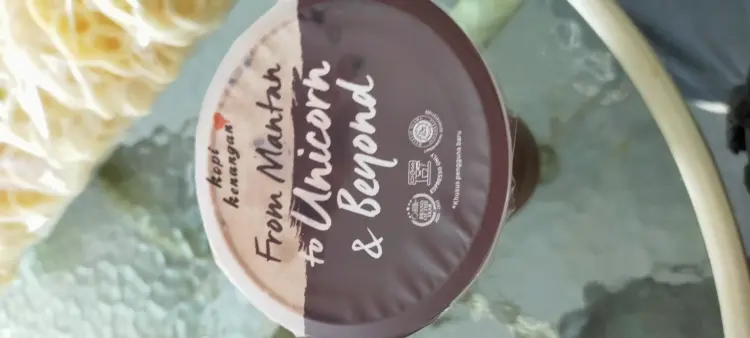 kopi
kenangan
From Mantan
to Unicorn
& Beyond
*Khusus pengguna baru